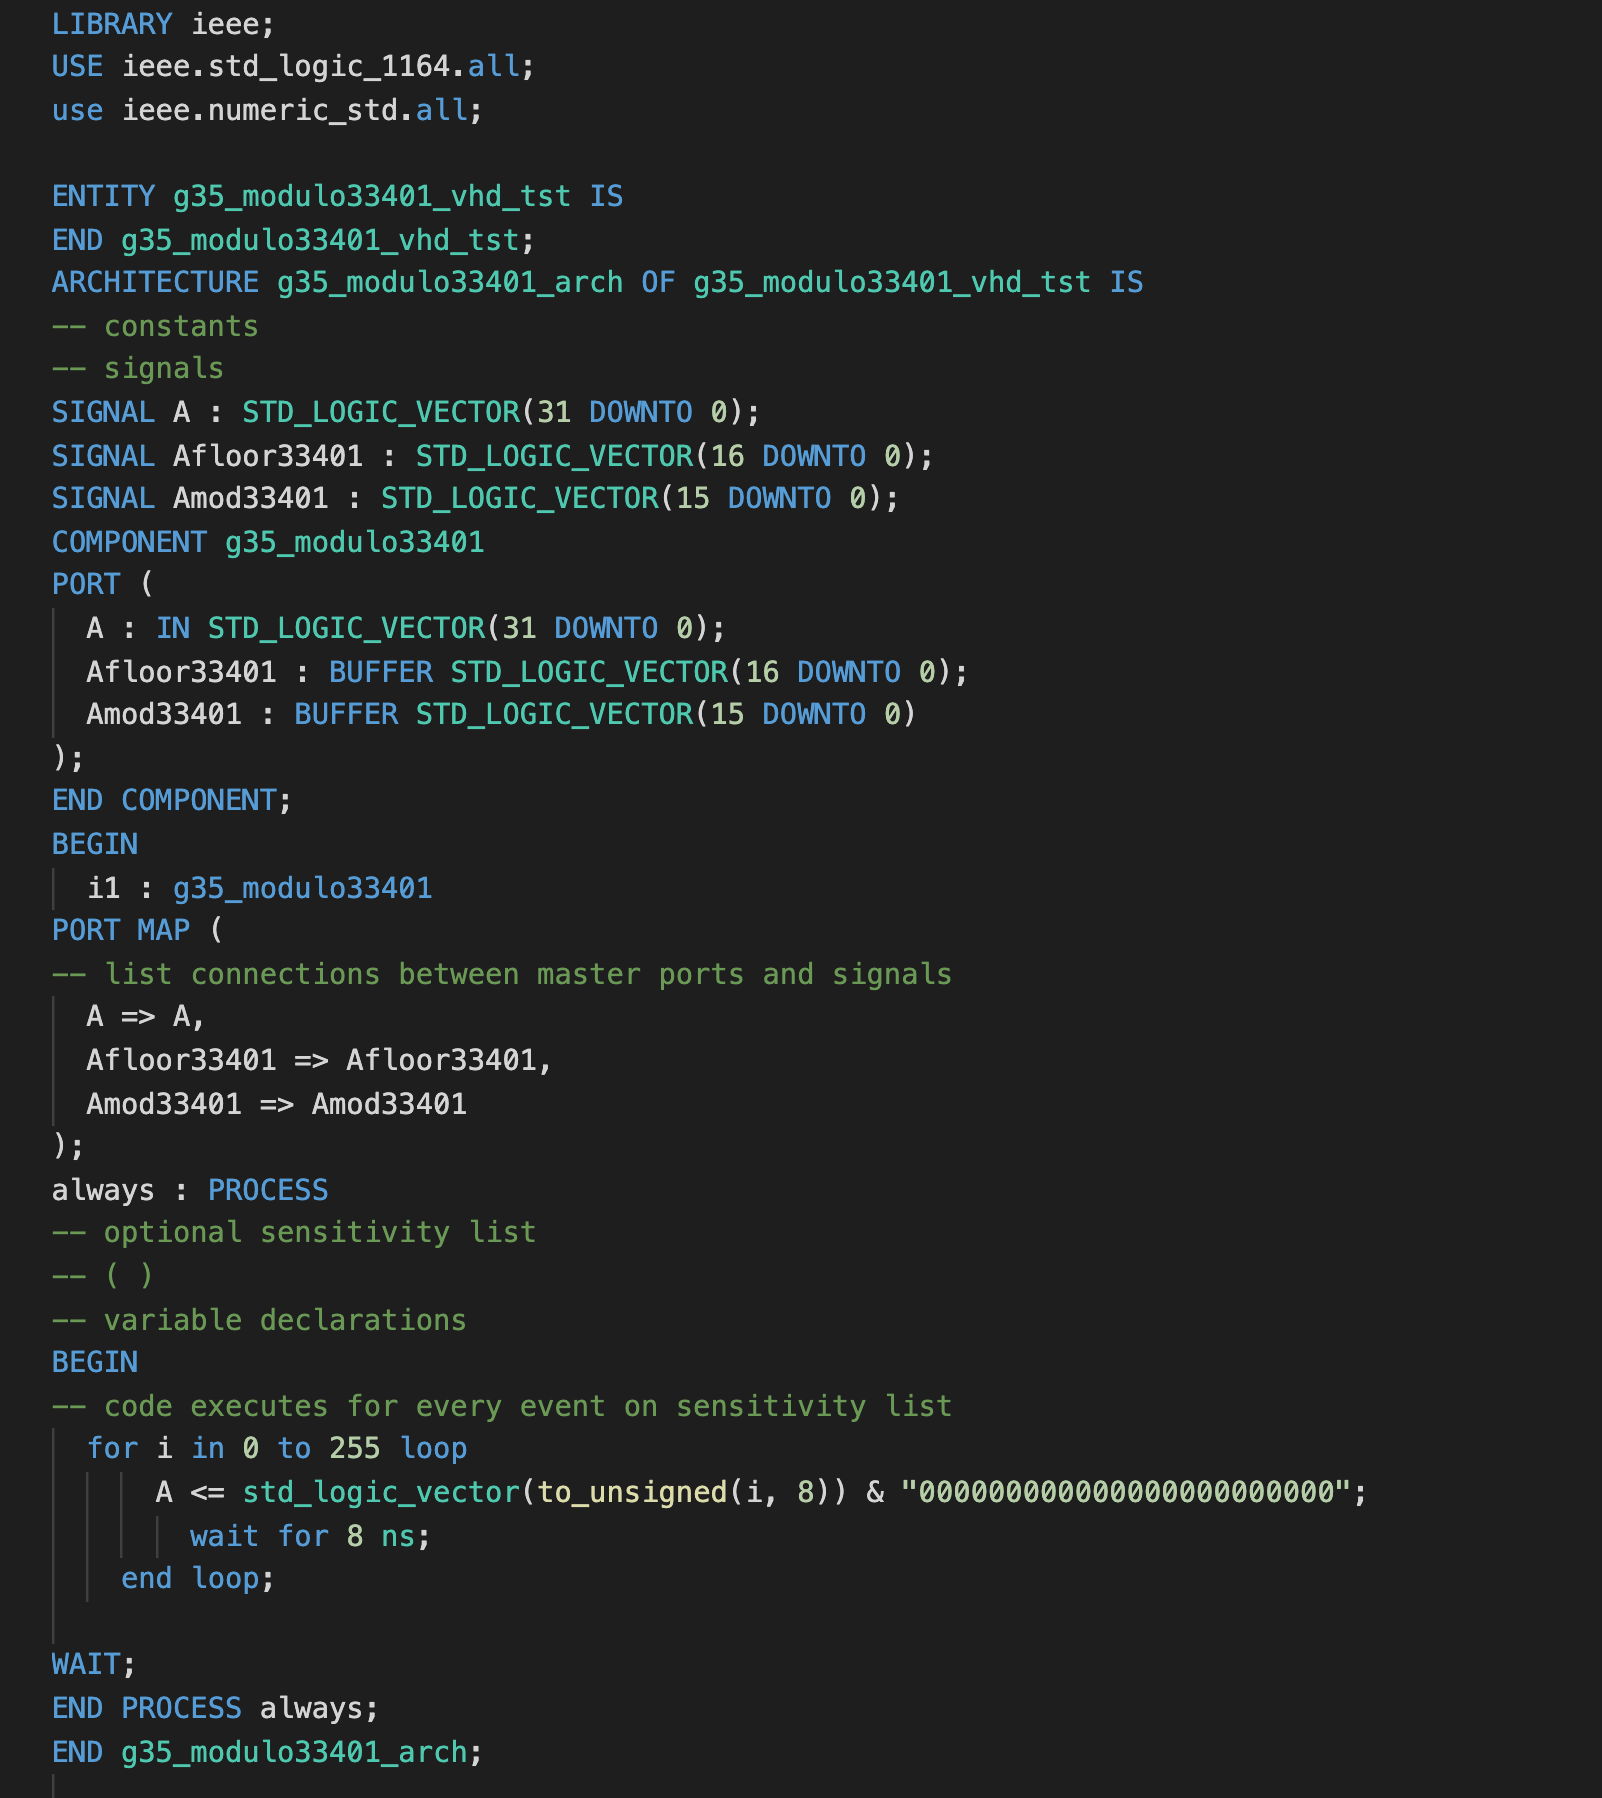 LIBRARY ieee;
USE ieee.std_logic_1164.all;
use ieee.numeric_std.all;

ENTITY g35_modulo33401_vhd_tst IS
END g35_modulo33401_vhd_tst;
ARCHITECTURE g35_modulo33401_arch OF g35_modulo33401_vhd_tst IS
-- constants
-- signals
SIGNAL A : STD_LOGIC_VECTOR(31 DOWNTO 0);
SIGNAL Afloor33401 : STD_LOGIC_VECTOR(16 DOWNTO 0);
SIGNAL Amod33401 : STD_LOGIC_VECTOR(15 DOWNTO 0);
COMPONENT g35_modulo33401
PORT (
  A : IN STD_LOGIC_VECTOR(31 DOWNTO 0);
  Afloor33401 : BUFFER STD_LOGIC_VECTOR(16 DOWNTO 0);
  Amod33401 : BUFFER STD_LOGIC_VECTOR(15 DOWNTO 0)
);
END COMPONENT;
BEGIN
  i1 : g35_modulo33401
PORT MAP (
-- list connections between master ports and signals
  A => A,
  Afloor33401 => Afloor33401,
  Amod33401 => Amod33401
);
always : PROCESS
-- optional sensitivity list
-- ( )
-- variable declarations
BEGIN
-- code executes for every event on sensitivity list
  for i in 0 to 255 loop
      A <= std_logic_vector(to_unsigned(i, 8)) & "000000000000000000000000";
        wait for 8 ns;
    end loop;

WAIT;
END PROCESS always;
END g35_modulo33401_arch;